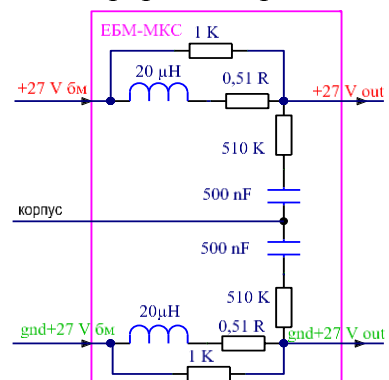 ЕБМ-МКС
1 K
20 µH
0,51 R
+27 V бм
+27 V out
510 K
500 nF
корпус
500 nF
510 K
20µH
0,51 R
gnd+27 V бм
gnd+27 V out
1 K